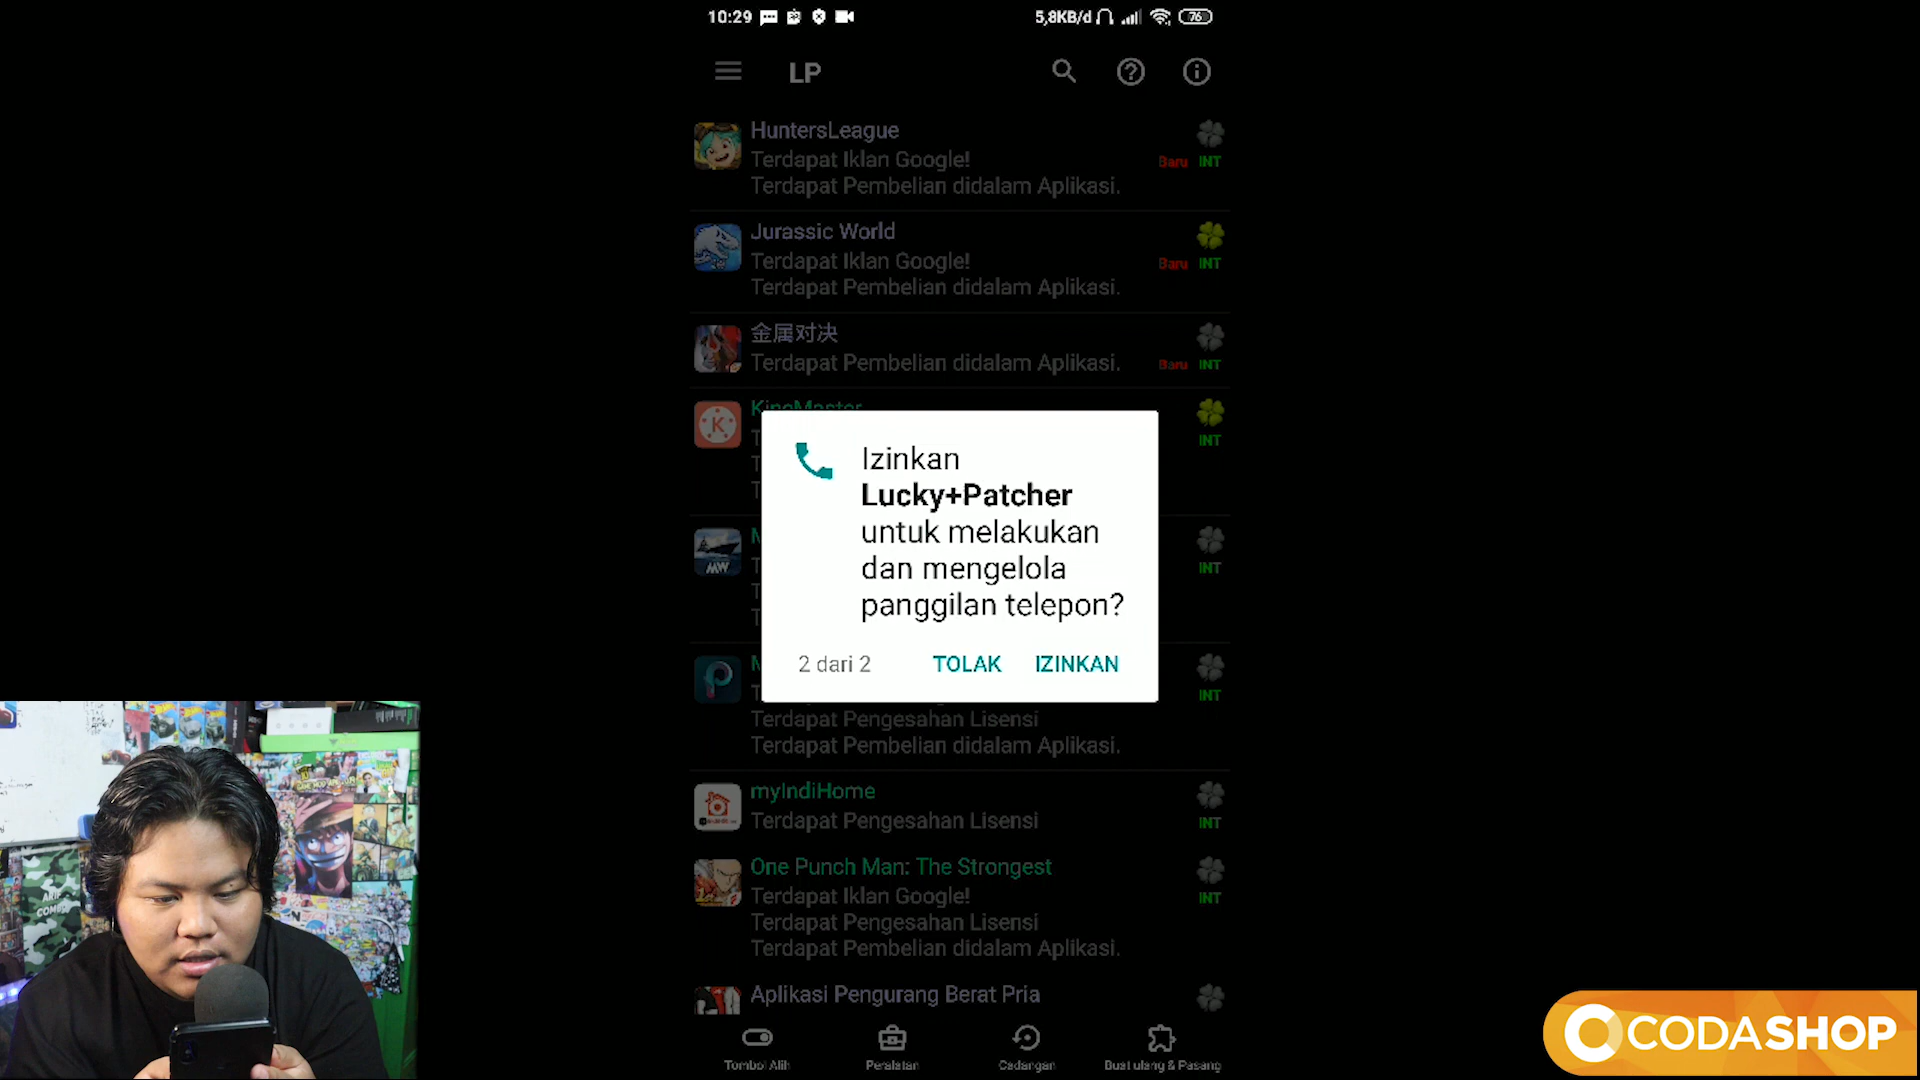 10:29
5,8KB/d
76
LP
HuntersLeague
Terdapat Iklan Google!
Baru INT
Terdapat Pembelian didalam Aplikasi.
Jurassic World
Terdapat Iklan Google!
Baru INT
Terdapat Pembelian didalam Aplikasi.
金属对决
Terdapat Pembelian didalam Aplikasi.
Baru INT
KineMaster
K
INT
Izinkan
Lucky+Patcher
untuk melakukan
dan mengelola
panggilan telepon?
2 dari 2 TOLAK IZINKAN
MW
INT
INT
Terdapat Pengesahan Lisensi
Terdapat Pembelian didalam Aplikasi.
myIndiHome
Terdapat Pengesahan Lisensi
INT
One Punch Man: The Strongest
Terdapat Iklan Google!
INT
Terdapat Pengesahan Lisensi
Terdapat Pembelian didalam Aplikasi.
Aplikasi Pengurang Berat Pria
Tombol Alih
Peralatan
Cadangan
Buat ulang & Pasang
CODASHOP